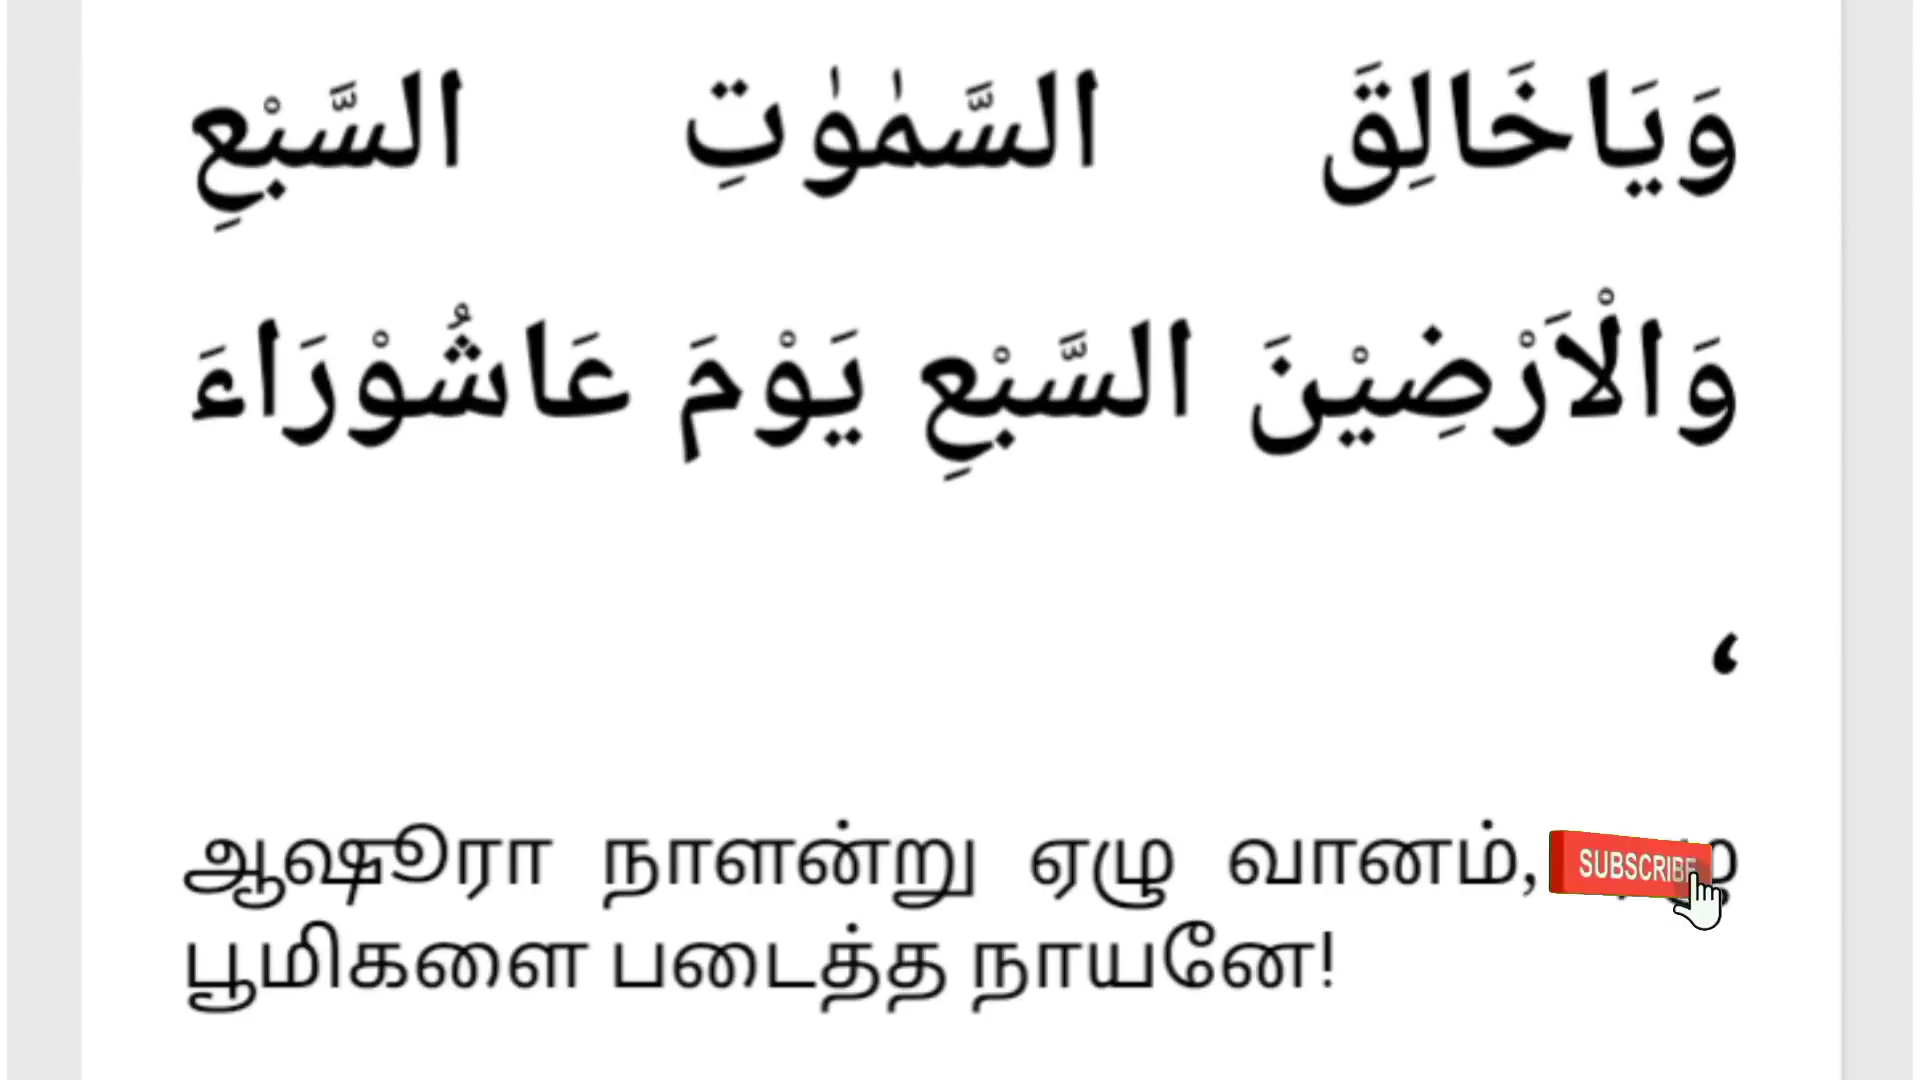 وَيَاخَالِقَ السَّمٰوٰتِ السَّبْعِ
وَالْاَرْضِيْنَ السَّبْعِ يَوْمَ عَاشُوْرَاءَ
،
ஆஷூரா நாளன்று ஏழு வானம்,
SUBSCRIBE
பூமிகளை படைத்த நாயனே!